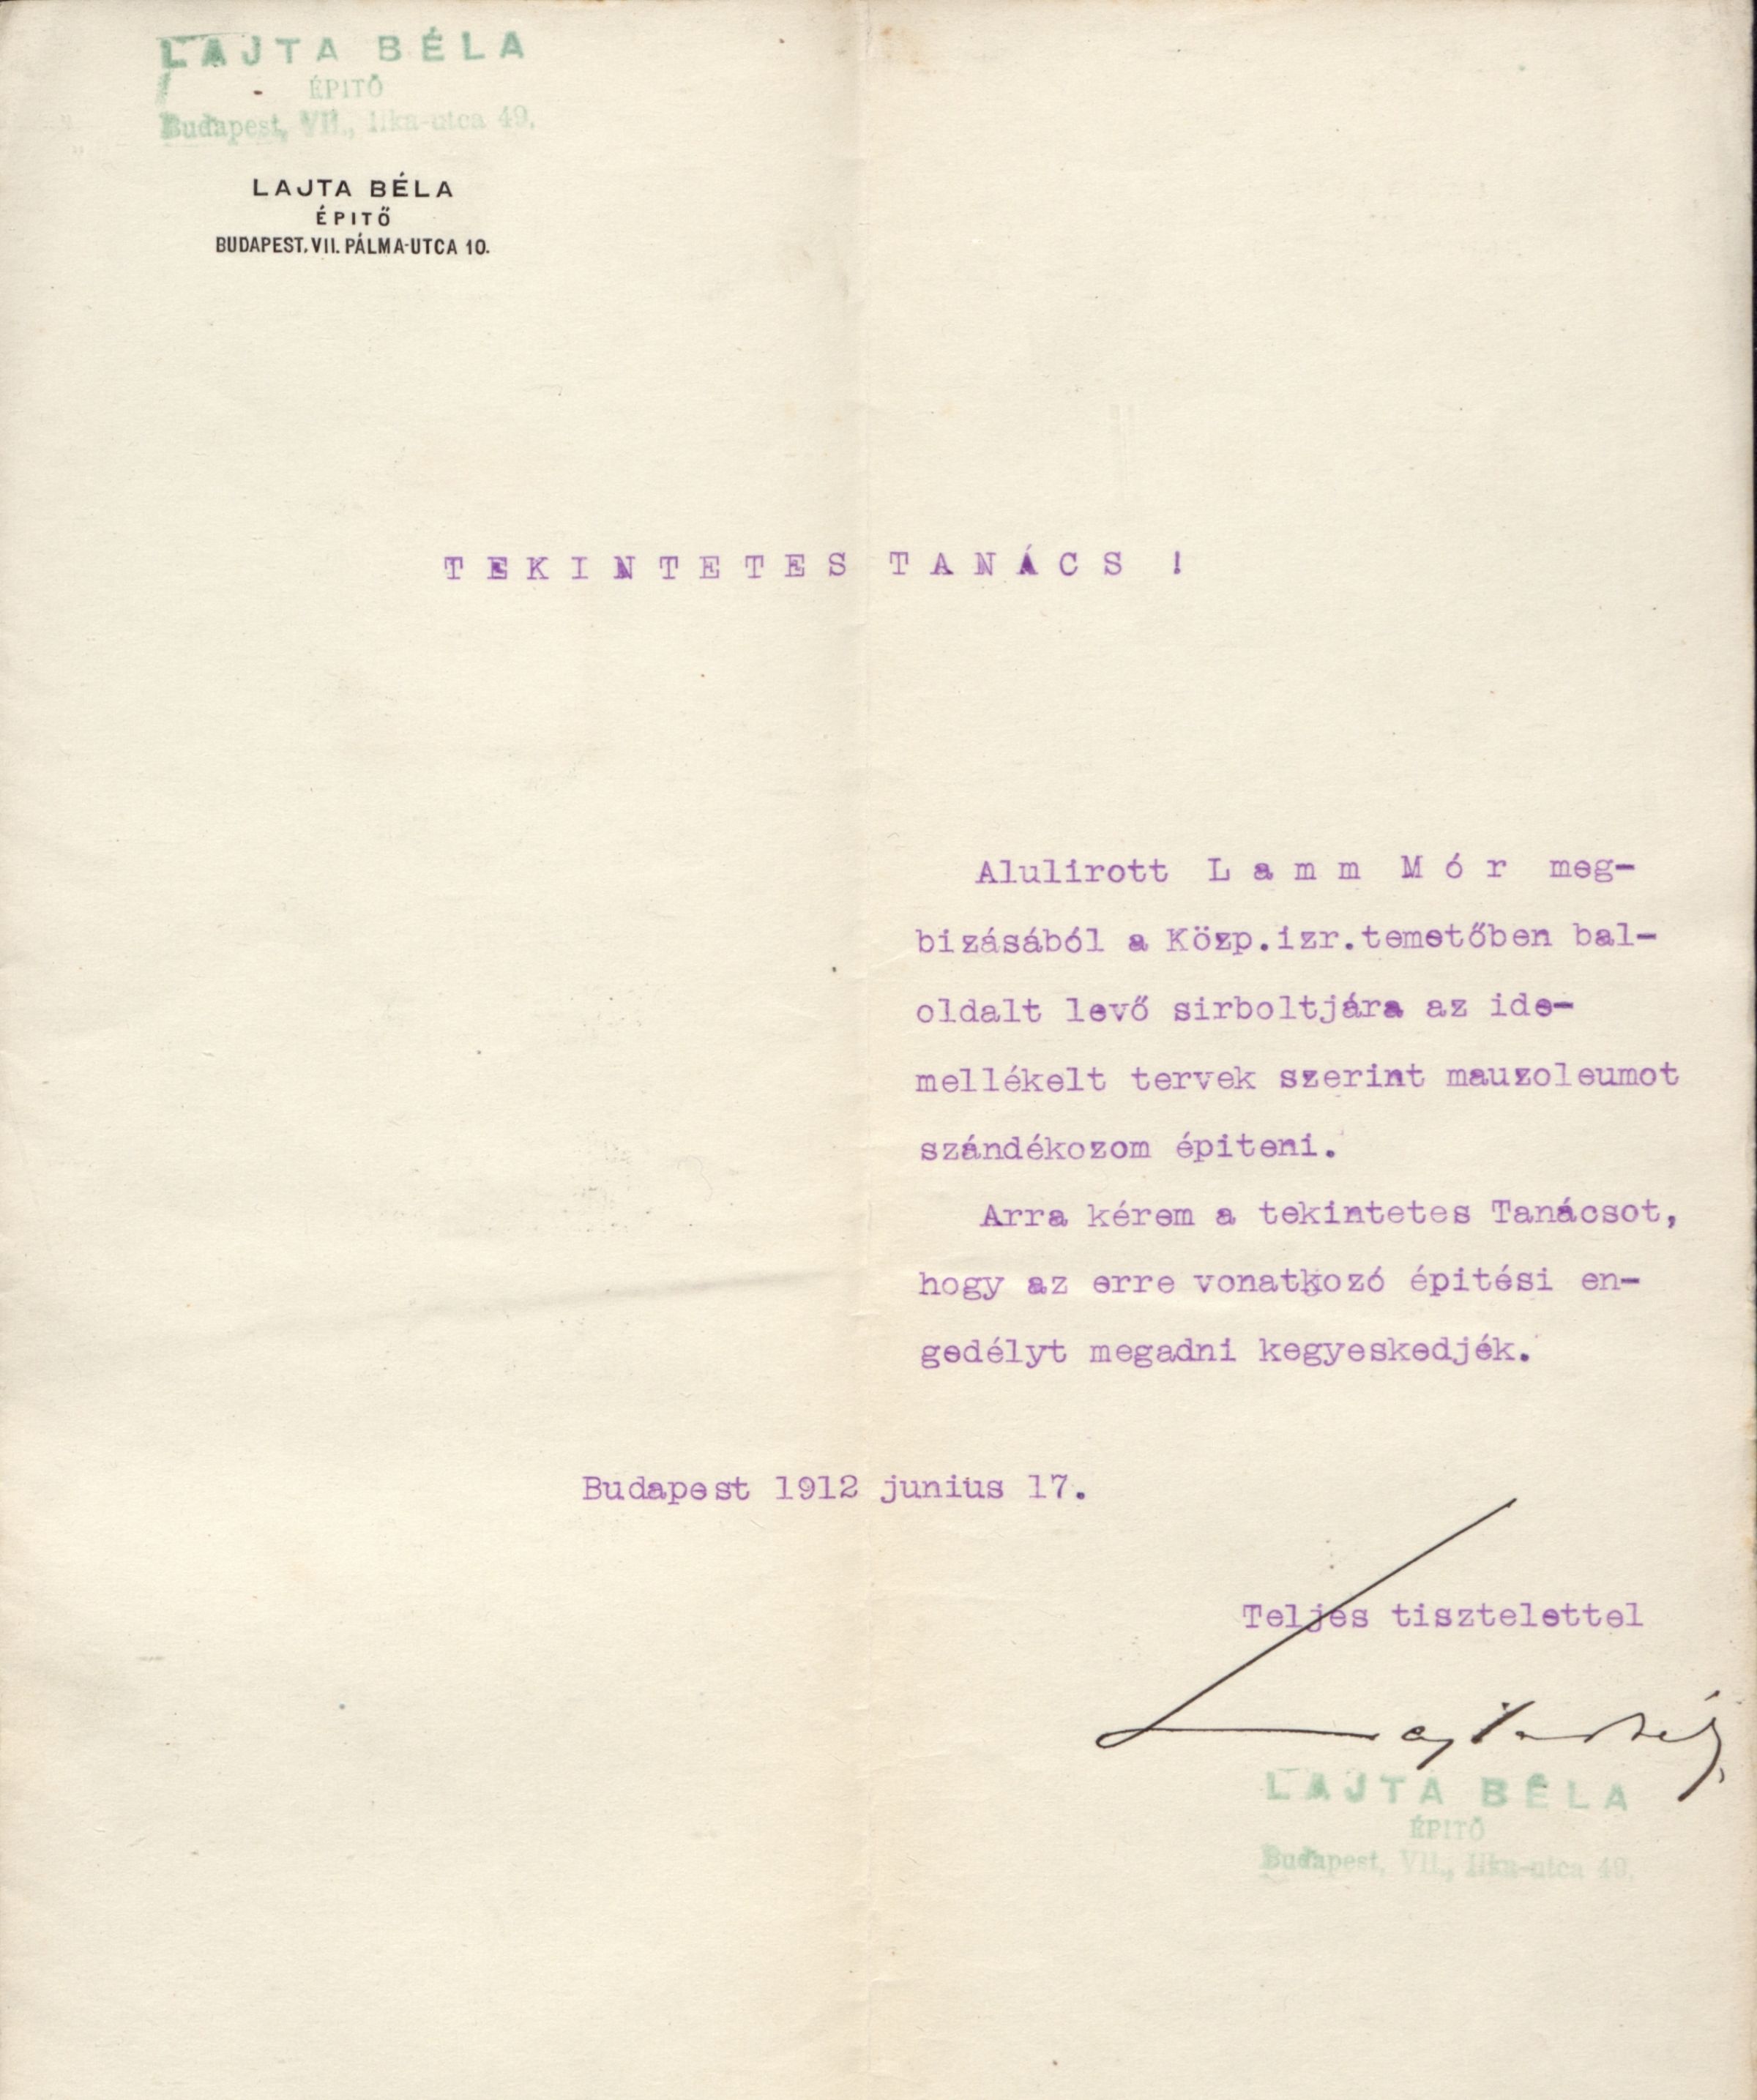 LAJTA BÉLA
ÉPITŐ
Budapest, VII., Ilka-utca 49.
LAJTA BÉLA
ÉPITŐ
BUDAPEST, VII. PÁLMA-UTCA 10.
TEKINTETES TANÁCS !
Alulirott Lamm Mór meg-
bizásából a Közp.izr.temetőben bal-
oldalt levő sirboltjára az ide-
mellékelt tervek szerint mauzoleumot
szándékozom épiteni.
Arra kérem a tekintetes Tanácsot,
hogy az erre vonatkozó épitési en-
gedélyt megadni kegyeskedjék.
Budapest 1912 junius 17.
Teljes tisztelettel
Lajta Béla
LAJTA BÉLA
ÉPITŐ
Budapest, VII., Ilka-utca 49.